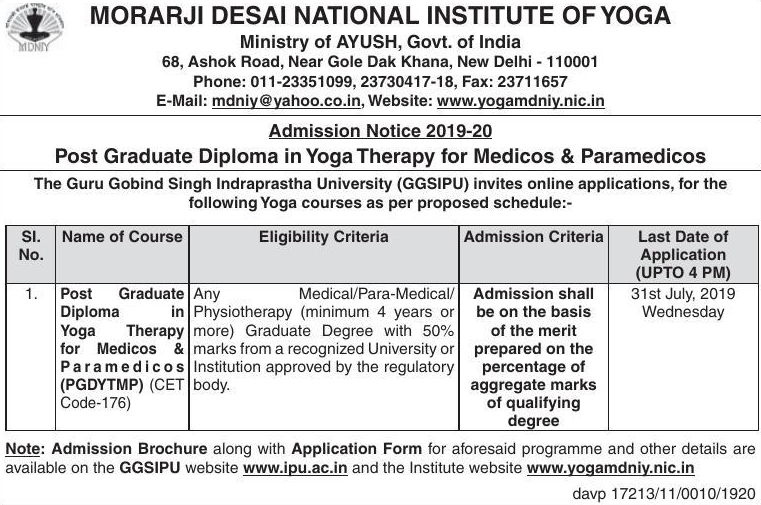 MDNIY
MORARJI DESAI NATIONAL INSTITUTE OF YOGA
Ministry of AYUSH, Govt. of India
68, Ashok Road, Near Gole Dak Khana, New Delhi - 110001
Phone: 011-23351099, 23730417-18, Fax: 23711657
E-Mail: mdniy@yahoo.co.in, Website: www.yogamdniy.nic.in
Admission Notice 2019-20
Post Graduate Diploma in Yoga Therapy for Medicos & Paramedicos
The Guru Gobind Singh Indraprastha University (GGSIPU) invites online applications, for the
following Yoga courses as per proposed schedule:-
Sl.
No.
Name of Course
Eligibility Criteria
Admission Criteria
Last Date of
Application
(UPTO 4 PM)
1.
Post Graduate
Diploma in
Yoga Therapy
for Medicos &
Paramedicos
(PGDYTMP) (CET
Code-176)
Any Medical/Para-Medical/
Physiotherapy (minimum 4 years or
more) Graduate Degree with 50%
marks from a recognized University or
Institution approved by the regulatory
body.
Admission shall
be on the basis
of the merit
prepared on the
percentage of
aggregate marks
of qualifying
degree
31st July, 2019
Wednesday
Note: Admission Brochure along with Application Form for aforesaid programme and other details are
available on the GGSIPU website www.ipu.ac.in and the Institute website www.yogamdniy.nic.in
davp 17213/11/0010/1920